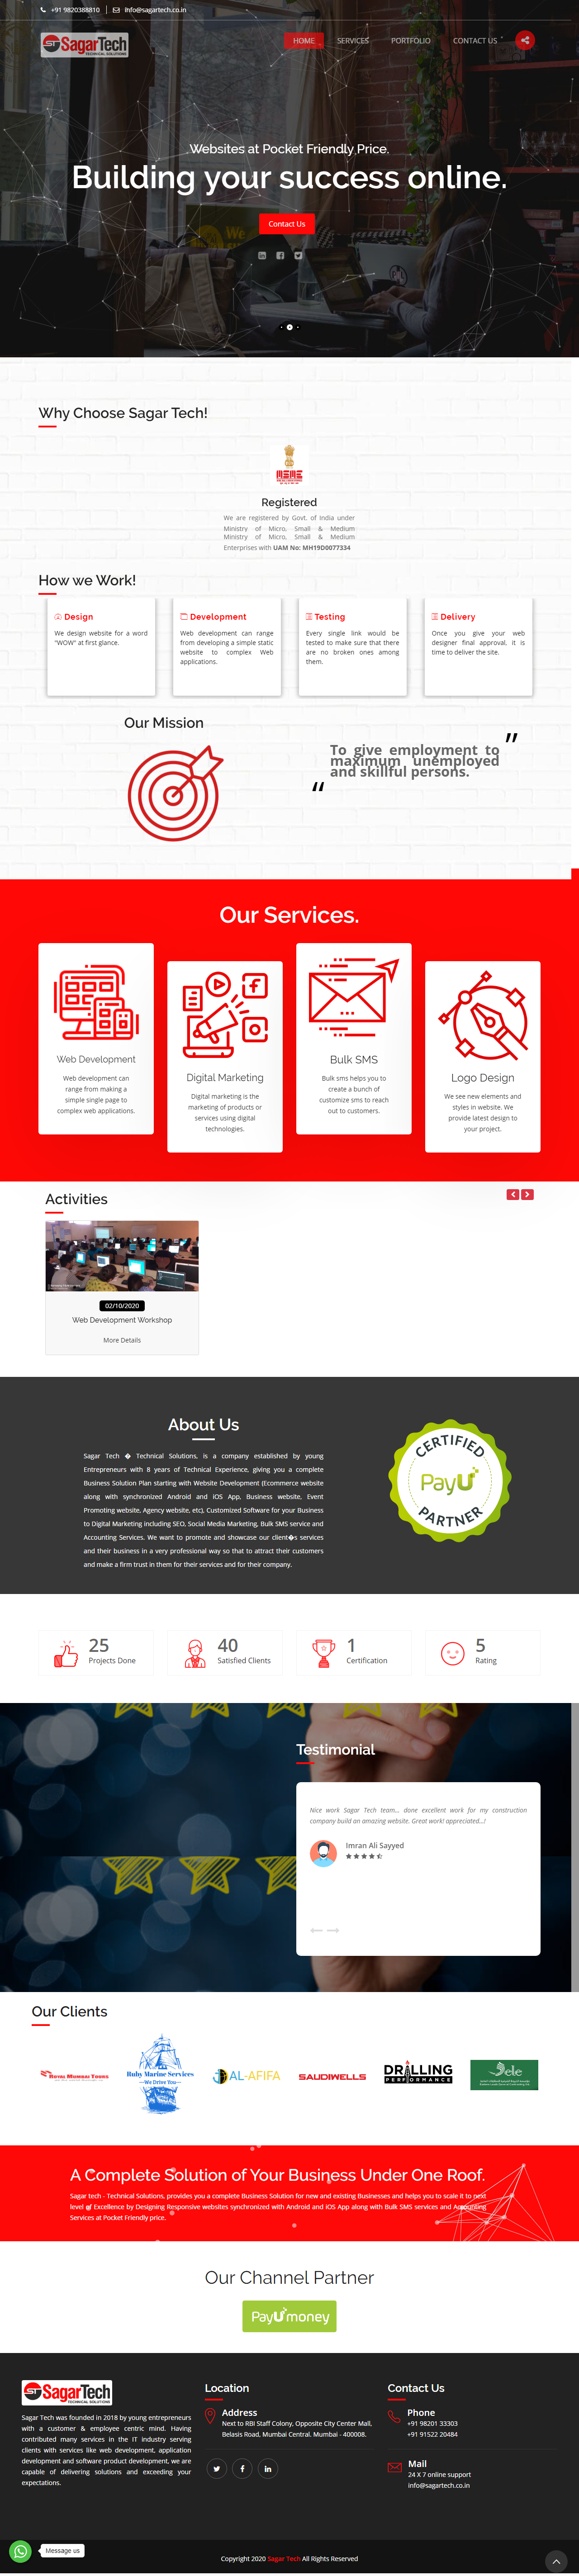 +91 9820388810
info@sagartech.co.in
ST SagarTech
TECHNICAL SOLUTIONS
HOME
SERVICES
PORTFOLIO
CONTACT US
Websites at Pocket Friendly Price.
Building your success online.
Contact Us
Why Choose Sagar Tech!
Registered
We are registered by Govt. of India under
Ministry of Micro, Small & Medium
Ministry of Micro, Small & Medium
Enterprises with UAM No: MH19D0077334
How we Work!
Design
We design website for a word
"WOW" at first glance.
Development
Web development can range
from developing a simple static
website to complex Web
applications.
Testing
Every single link would be
tested to make sure that there
are no broken ones among
them.
Delivery
Once you give your web
designer final approval, it is
time to deliver the site.
Our Mission
"
To give employment to
maximum unemployed
and skillful persons.
"
Our Services.
Web Development
Web development can
range from making a
simple single page to
complex web applications.
Digital Marketing
Digital marketing is the
marketing of products or
services using digital
technologies.
Bulk SMS
Bulk sms helps you to
create a bunch of
customize sms to reach
out to customers.
Logo Design
We see new elements and
styles in website. We
provide latest design to
your project.
Activities
02/10/2020
Web Development Workshop
More Details
About Us
Sagar Tech � Technical Solutions, is a company established by young
Entrepreneurs with 8 years of Technical Experience, giving you a complete
Business Solution Plan starting with Website Development (Ecommerce website
along with synchronized Android and iOS App, Business website, Event
Promoting website, Agency website, etc), Customized Software for your Business
to Digital Marketing including SEO, Social Media Marketing, Bulk SMS service and
Accounting Services. We want to promote and showcase our client�s services
and their business in a very professional way so that to attract their customers
and make a firm trust in them for their services and for their company.
CERTIFIED
PayU
PARTNER
25
Projects Done
40
Satisfied Clients
1
Certification
5
Rating
Testimonial
Nice work Sagar Tech team... done excellent work for my construction
company build an amazing website. Great work! appreciated...!
Imran Ali Sayyed
Our Clients
ROYAL MUMBAI TOURS
Ruby Marine Services
We Drive You
AL-AFIFA
SAUDIWELLS
DRILLING
PERFORMANCE
A Complete Solution of Your Business Under One Roof.
Sagar tech - Technical Solutions, provides you a complete Business Solution for new and existing Businesses and helps you to scale it to next
level of Excellence by Designing Responsive websites synchronized with Android and iOS App along with Bulk SMS services and Accounting
Services at Pocket Friendly price.
Our Channel Partner
PayUmoney
ST SagarTech
TECHNICAL SOLUTIONS
Sagar Tech was founded in 2018 by young entrepreneurs
with a customer & employee centric mind. Having
contributed many services in the IT industry serving
clients with services like web development, application
development and software product development, we are
capable of delivering solutions and exceeding your
expectations.
Location
Address
Next to RBI Staff Colony, Opposite City Center Mall,
Belasis Road, Mumbai Central. Mumbai - 400008.
Contact Us
Phone
+91 98201 33303
+91 91522 20484
Mail
24 X 7 online support
info@sagartech.co.in
Message us
Copyright 2020 Sagar Tech All Rights Reserved